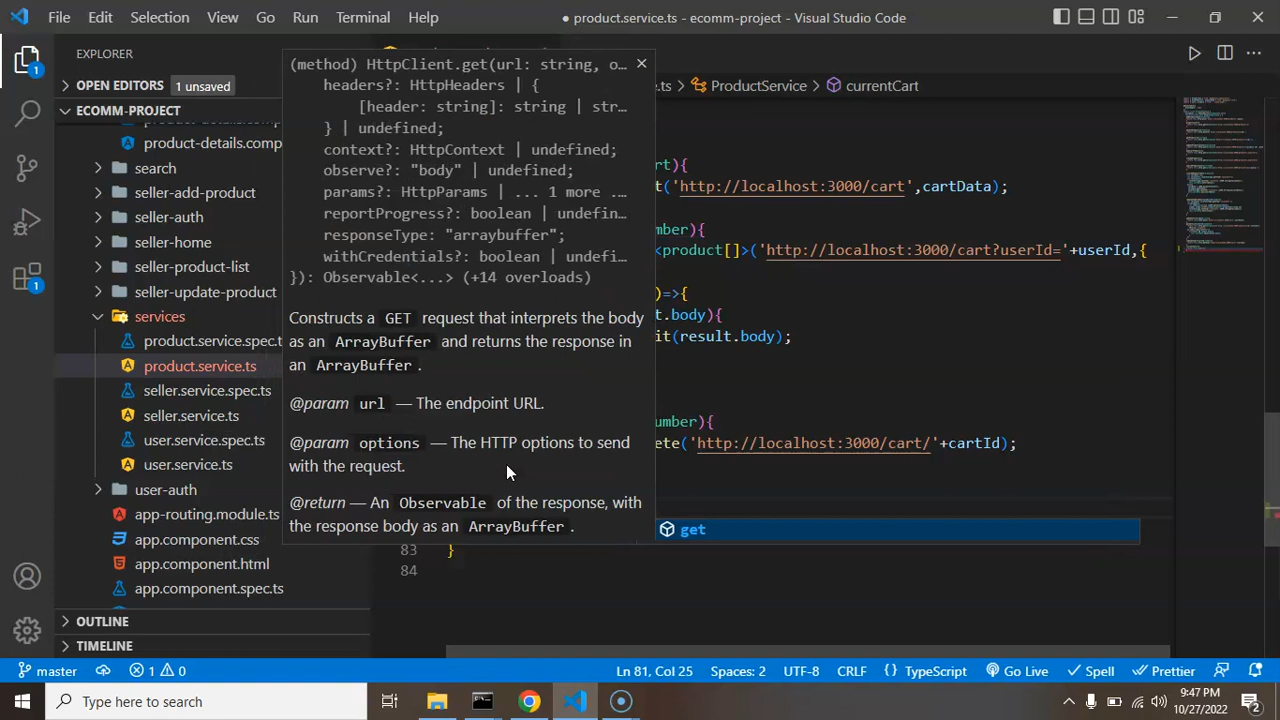 File Edit Selection View Go Run Terminal Help
● product.service.ts - ecomm-project - Visual Studio Code
EXPLORER
OPEN EDITORS 1 unsaved
ECOMM-PROJECT
product-details.comp
search
seller-add-product
seller-auth
seller-home
seller-product-list
seller-update-product
services
product.service.spec.t
product.service.ts
seller.service.spec.ts
seller.service.ts
user.service.spec.ts
user.service.ts
user-auth
app-routing.module.ts
app.component.css
app.component.html
app.component.spec.ts
OUTLINE
TIMELINE
(method) HttpClient.get(url: string, o…
headers?: HttpHeaders | {
[header: string]: string | str…
} | undefined;
context?: HttpContext | undefined;
observe?: "body" | undefined;
params?: HttpParams | ... 1 more ...
reportProgress?: boolean | undefin…
responseType: "arraybuffer";
withCredentials?: boolean | undefi…
}): Observable<...> (+14 overloads)
Constructs a GET request that interprets the body
as an ArrayBuffer and returns the response in
an ArrayBuffer.
@param url — The endpoint URL.
@param options — The HTTP options to send
with the request.
@return — An Observable of the response, with
the response body as an ArrayBuffer.
.ts > ProductService > currentCart
rt){
t('http://localhost:3000/cart',cartData);
mber){
<product[]>('http://localhost:3000/cart?userId='+userId,{
)=>{
t.body){
it(result.body);
number){
ete('http://localhost:3000/cart/'+cartId);
get
83 }
84
master 1 0 Ln 81, Col 25 Spaces: 2 UTF-8 CRLF { } TypeScript Go Live Spell Prettier
Type here to search
9:47 PM
10/27/2022
2